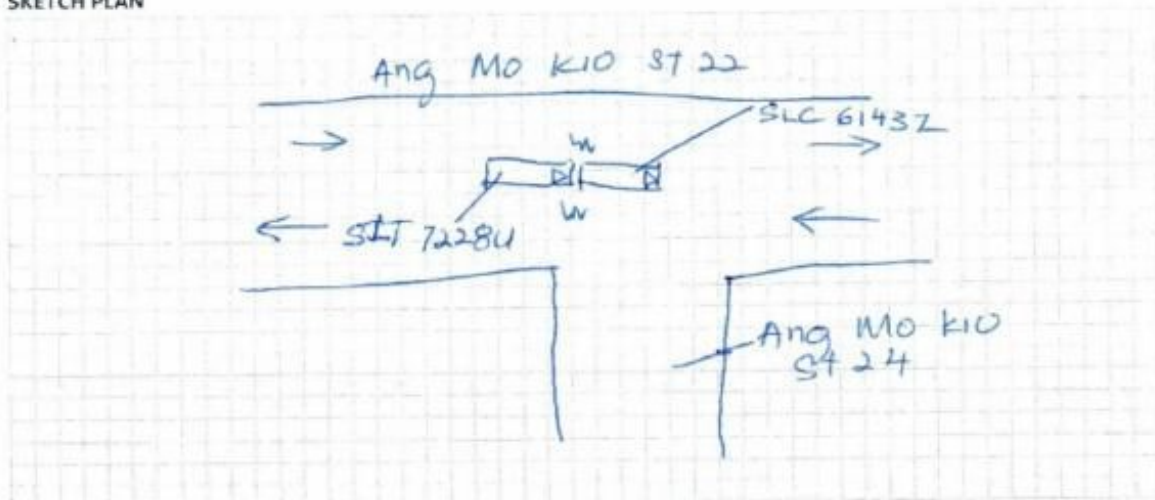 SKETCH PLAN
Ang Mo KIO ST 22
SLC 6143Z
SLT 7228U
Ang Mo KIO
St 24